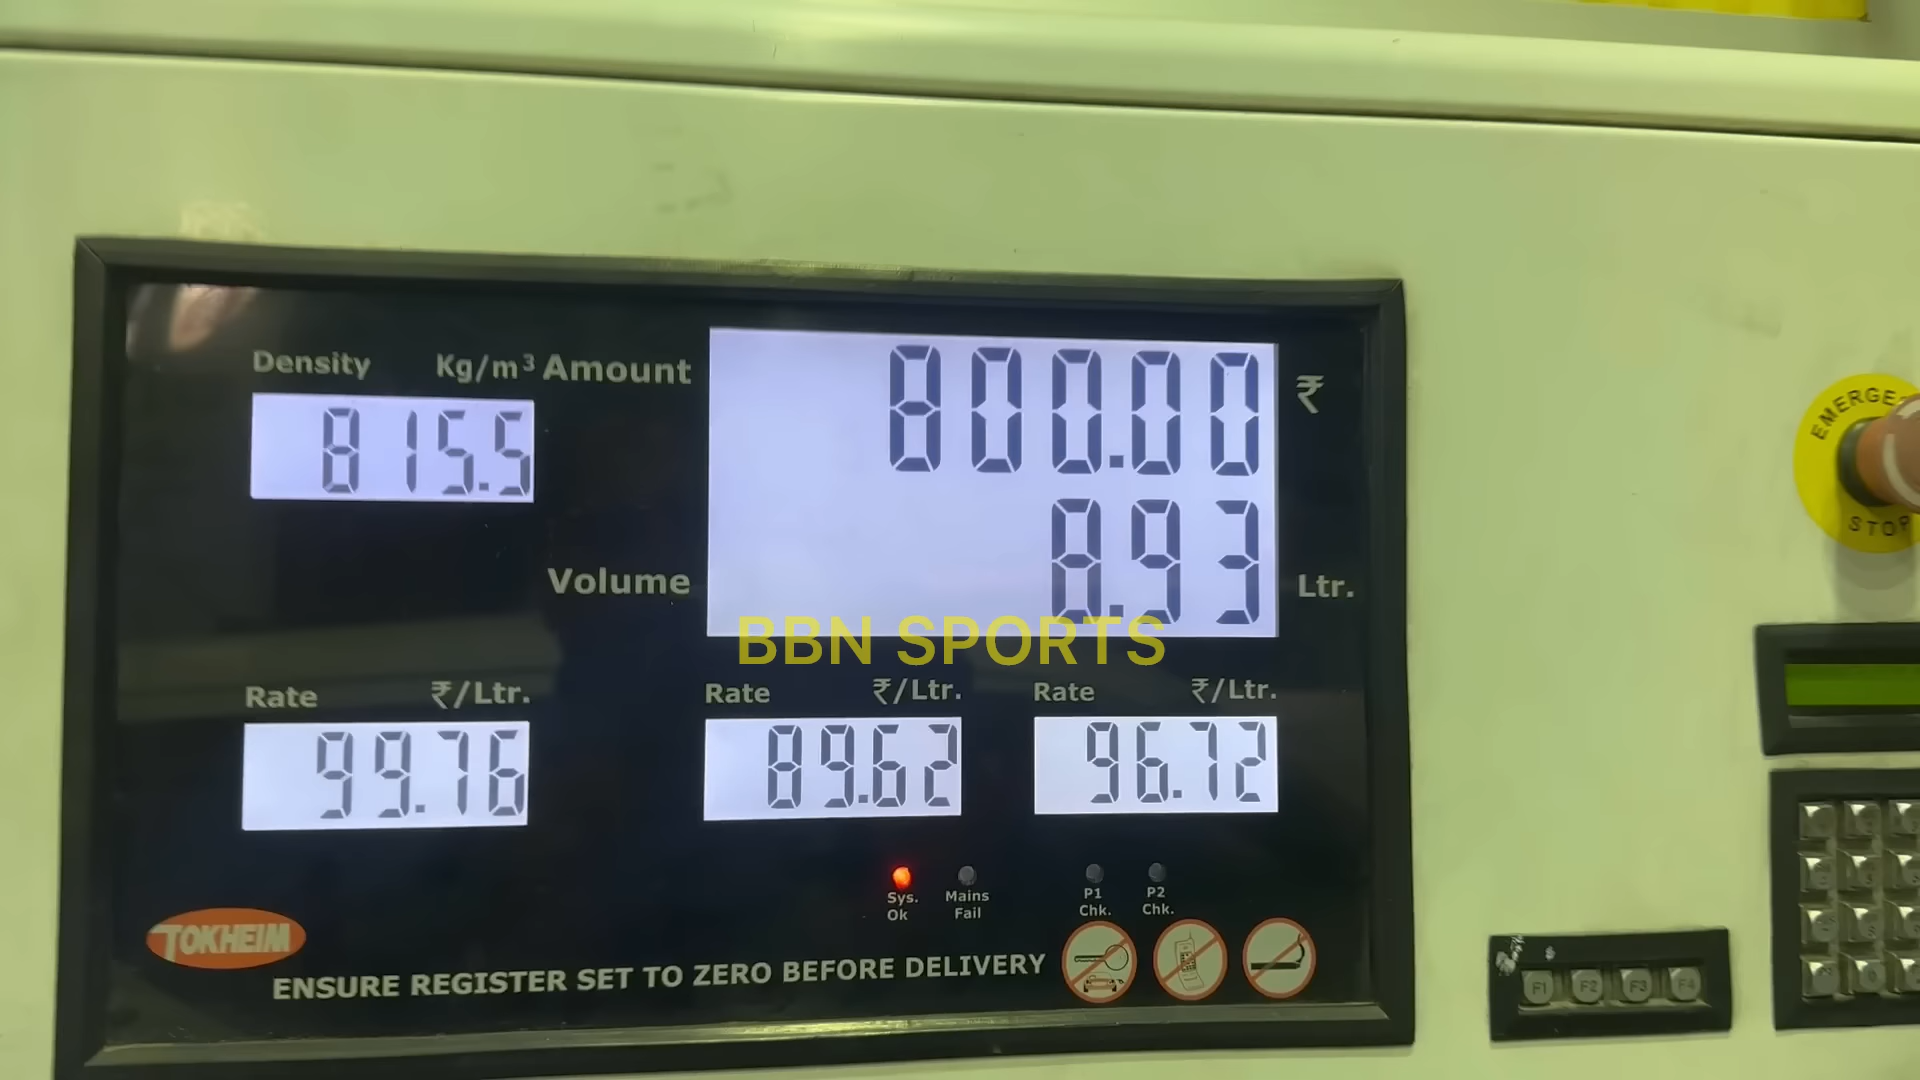 Density Kg/m³ Amount
815.5
800.00 ₹
Volume 8.93 Ltr.
BBN SPORTS
Rate ₹/Ltr.
99.76
Rate ₹/Ltr.
89.62
Rate ₹/Ltr.
96.72
Sys. Ok
Mains Fail
P1 Chk.
P2 Chk.
TOKHEIM
ENSURE REGISTER SET TO ZERO BEFORE DELIVERY
STOP
F1 F2 F3 F4